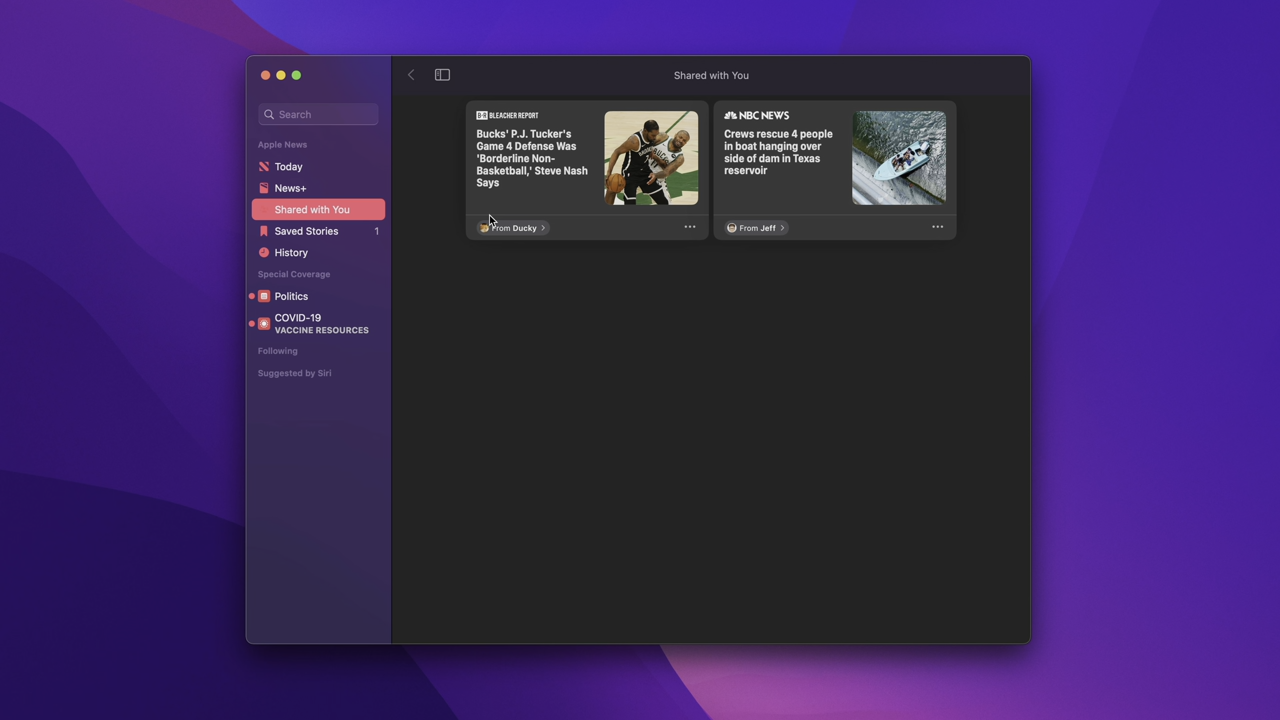 Shared with You
Search
Apple News
Today
News+
Shared with You
Saved Stories 1
History
Special Coverage
Politics
COVID-19
VACCINE RESOURCES
Following
Suggested by Siri
B/R BLEACHER REPORT
Bucks' P.J. Tucker's
Game 4 Defense Was
'Borderline Non-
Basketball,' Steve Nash
Says
From Ducky
NBC NEWS
Crews rescue 4 people
in boat hanging over
side of dam in Texas
reservoir
From Jeff